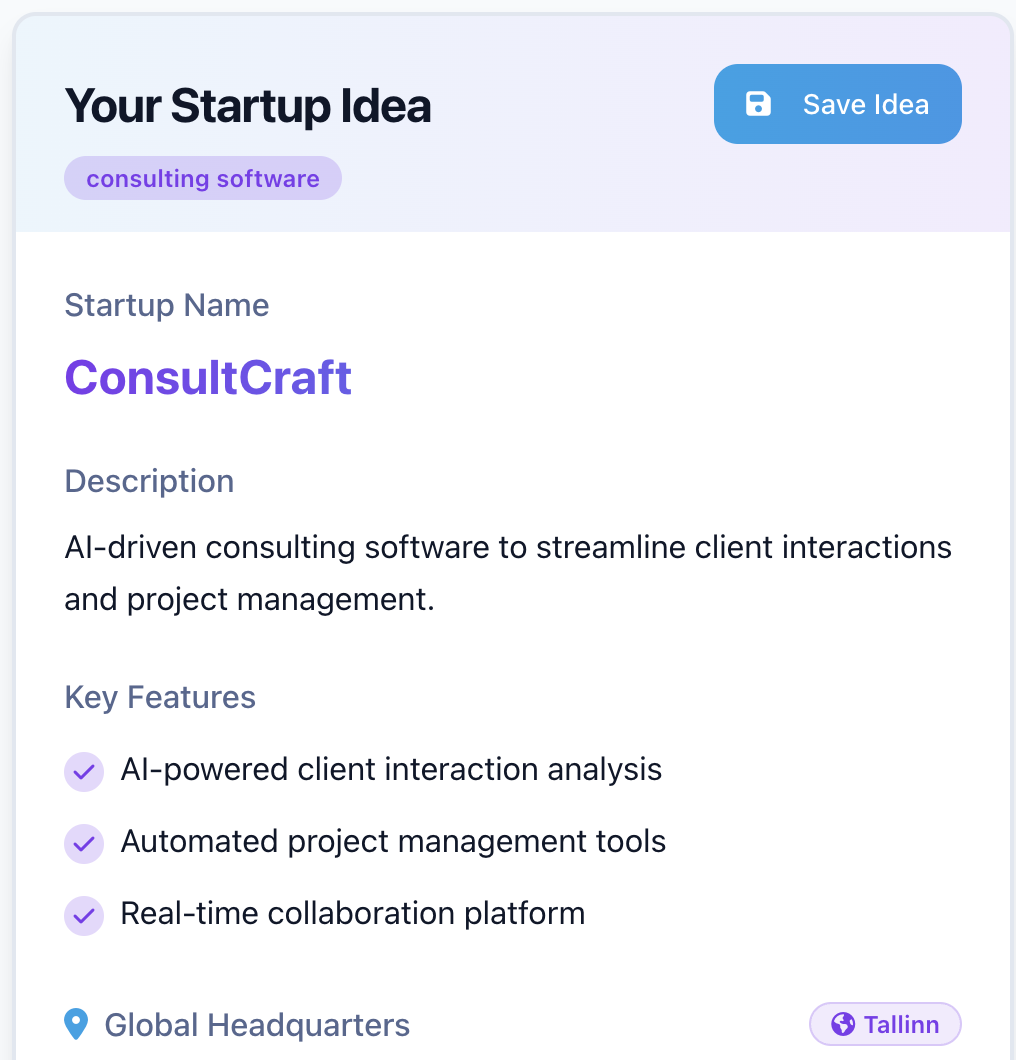 Your Startup Idea
Save Idea
consulting software
Startup Name
ConsultCraft
Description
AI-driven consulting software to streamline client interactions
and project management.
Key Features
AI-powered client interaction analysis
Automated project management tools
Real-time collaboration platform
Global Headquarters
Tallinn